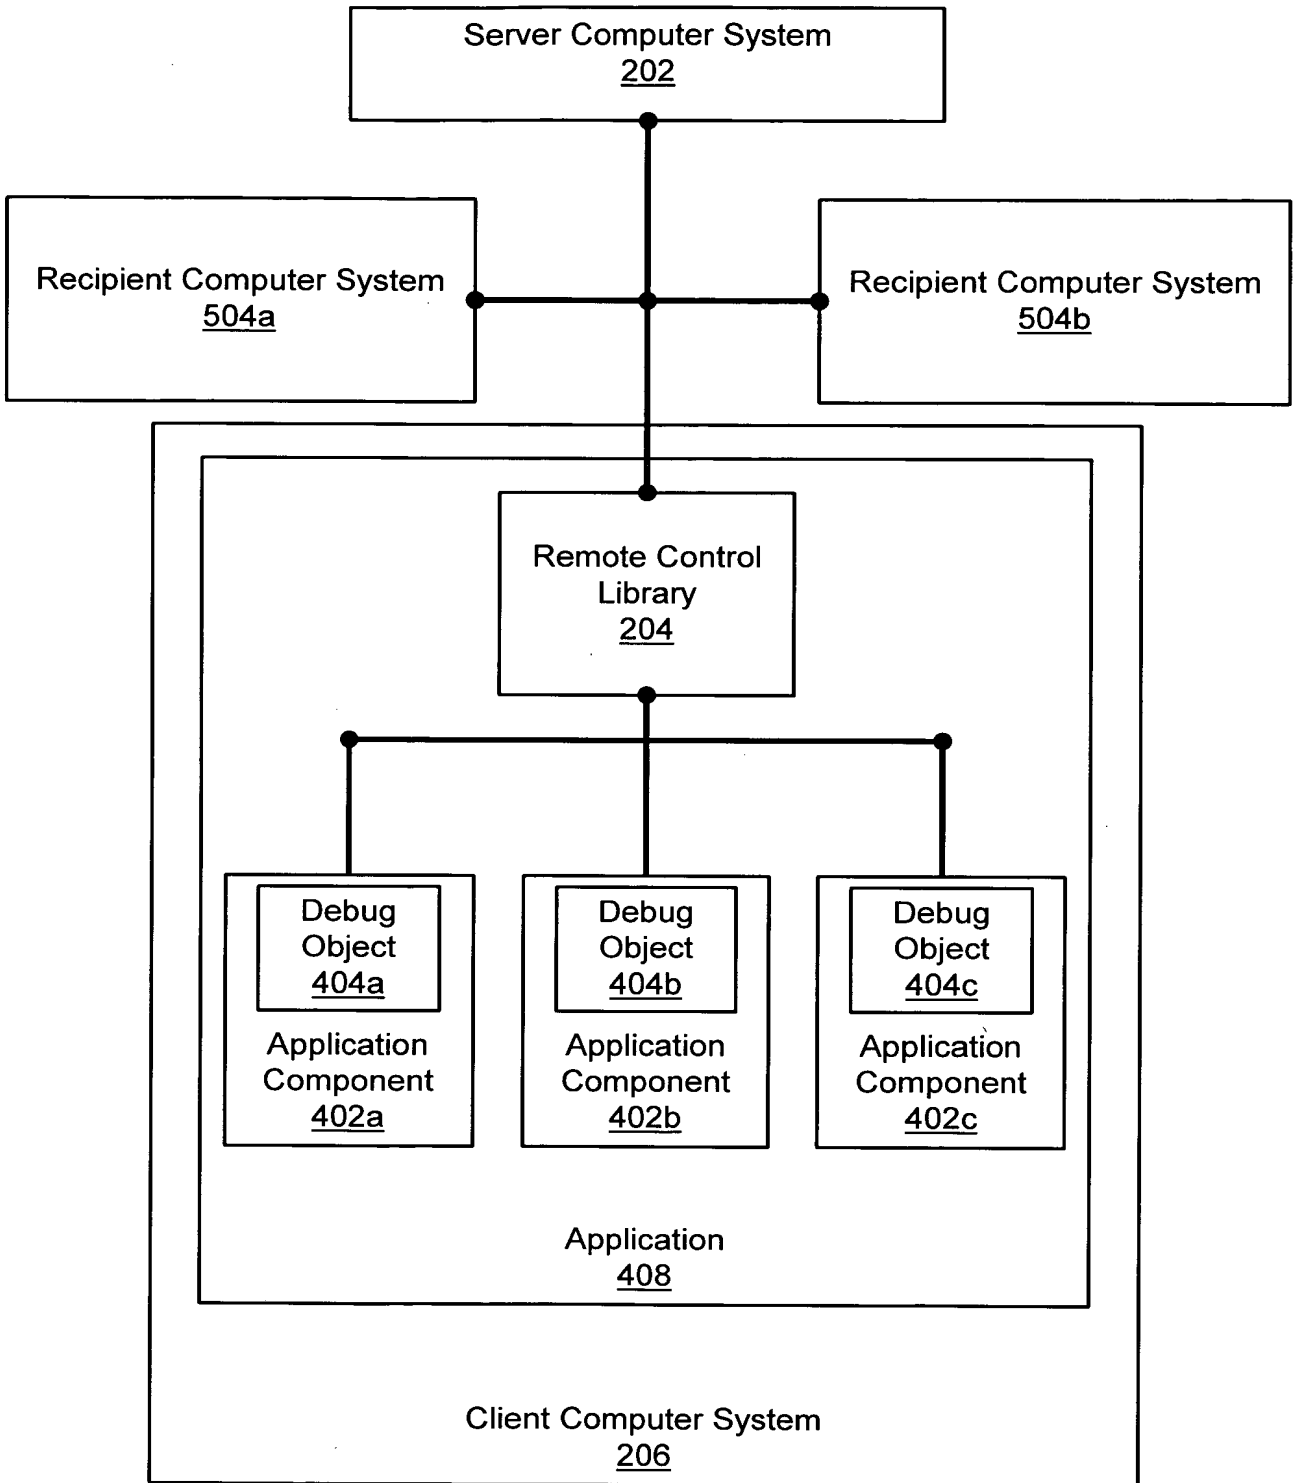 Server Computer System
202
Recipient Computer System
504a
Recipient Computer System
504b
Remote Control
Library
204
Debug
Object
404a
Application
Component
402a
Debug
Object
404b
Application
Component
402b
Debug
Object
404c
Application
Component
402c
Application
408
Client Computer System
206